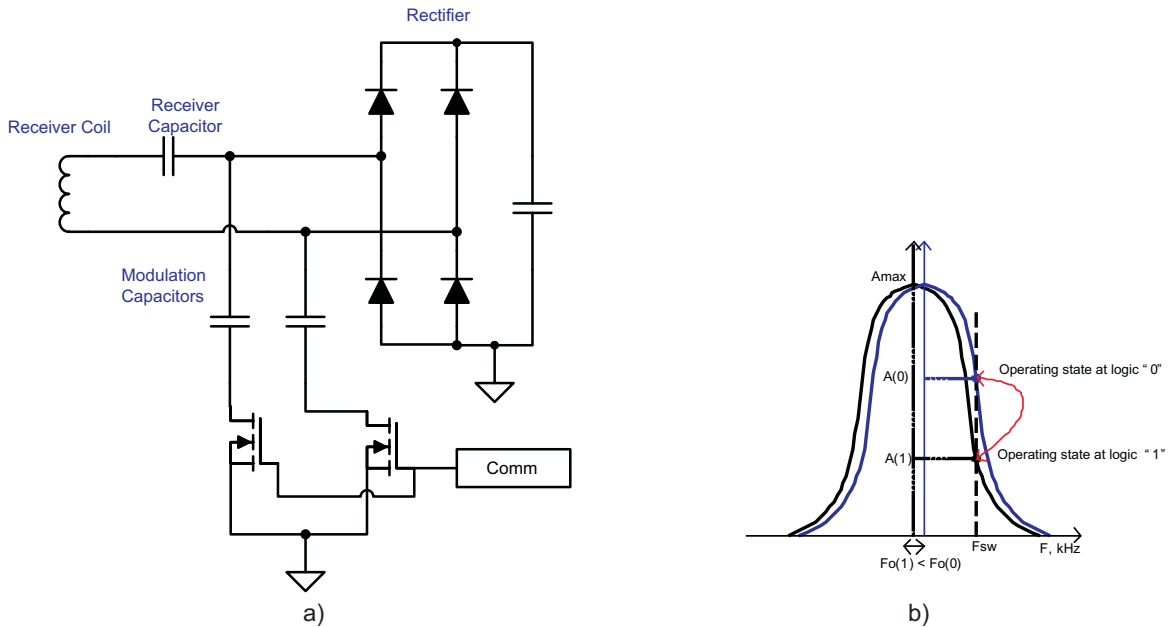 Rectifier
Receiver
Capacitor
Receiver Coil
Modulation
Capacitors
Comm
a)
Amax
A(0)
Operating state at logic “ 0”
A(1)
Operating state at logic “ 1”
Fsw
F, kHz
Fo(1) < Fo(0)
b)